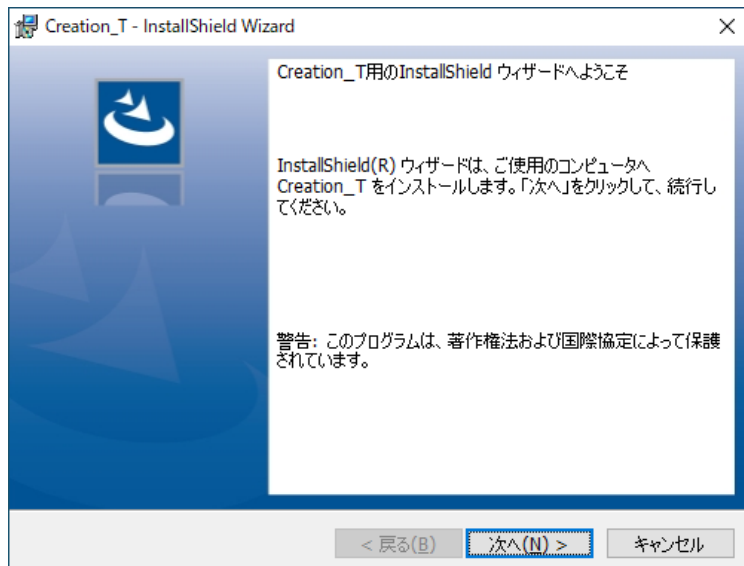 Creation_T - InstallShield Wizard
Creation_T用のInstallShield ウィザードへようこそ
InstallShield(R) ウィザードは、ご使用のコンピュータへ
Creation_T をインストールします。「次へ」をクリックして、続行し
てください。
警告: このプログラムは、著作権法および国際協定によって保護
されています。
< 戻る(B)
次へ(N) >
キャンセル